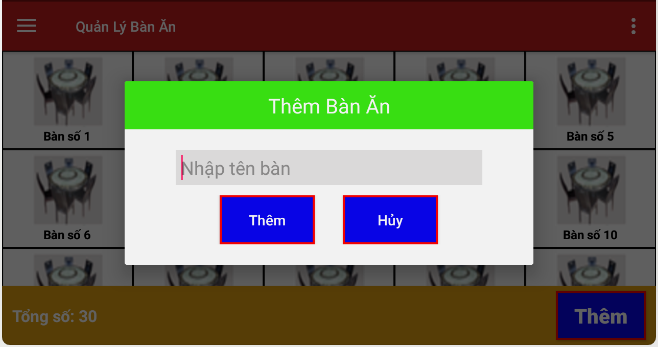 Quản Lý Bàn Ăn
Thêm Bàn Ăn
Bàn số 1
Bàn số 5
Nhập tên bàn
Thêm
Hủy
Bàn số 6
Bàn số 10
Tổng số: 30
Thêm